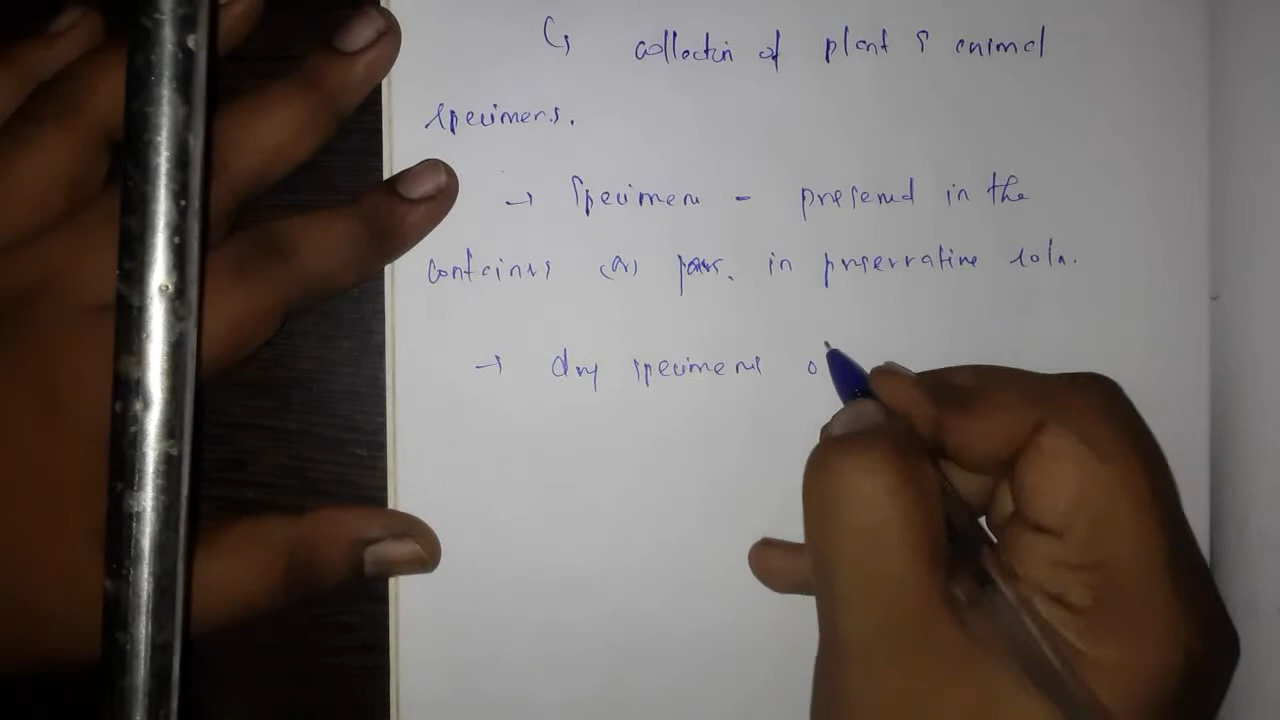 ↳ collection of plant & animal
specimens.
→ Specimens - preserved in the
containers (or) jars. in preservative soln.
→ dry specimens o